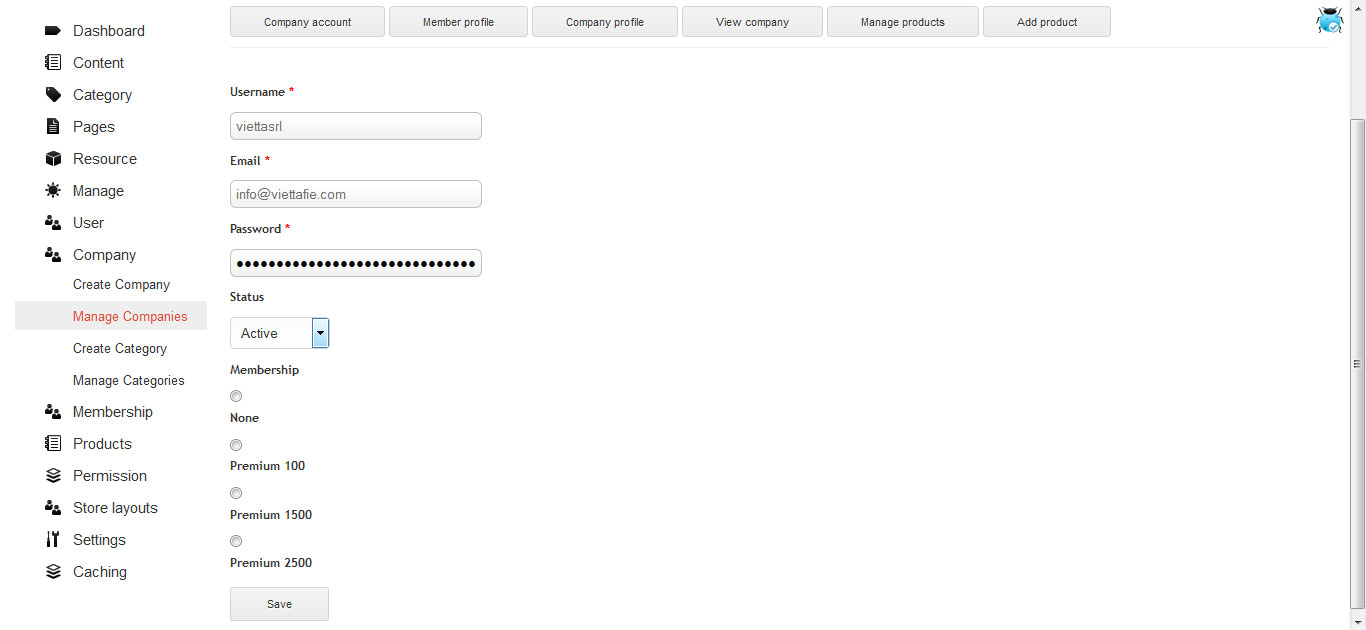 Company account
Member profile
Company profile
View company
Manage products
Add product
Dashboard
Content
Category
Pages
Resource
Manage
User
Company
Create Company
Manage Companies
Create Category
Manage Categories
Membership
Products
Permission
Store layouts
Settings
Caching
Username *
viettasrl
Email *
info@viettafie.com
Password *
Status
Active
Membership
None
Premium 100
Premium 1500
Premium 2500
Save